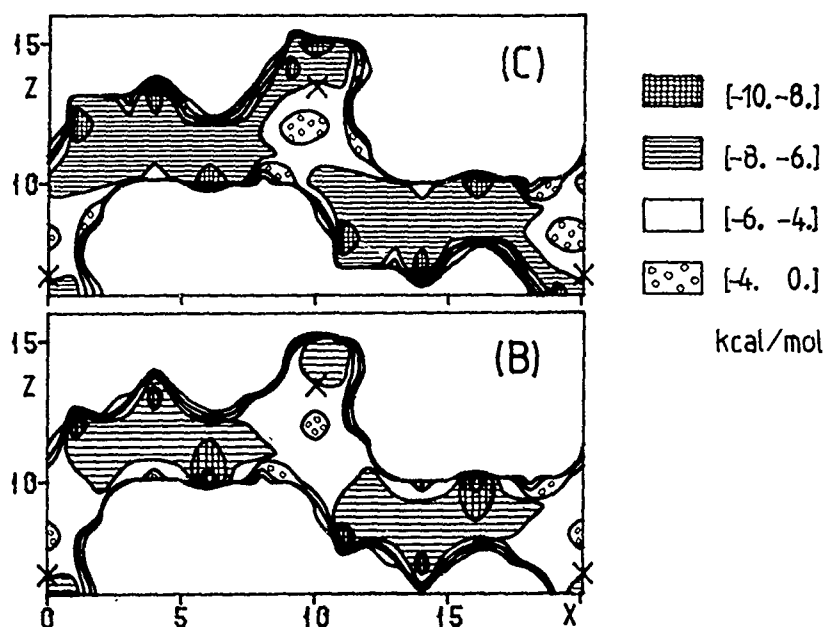 15
Z
10
(C)
[-10. -8.]
[-8. -6.]
[-6. -4.]
[-4. 0.]
kcal/mol
15
Z
10
(B)
0 5 10 15 X